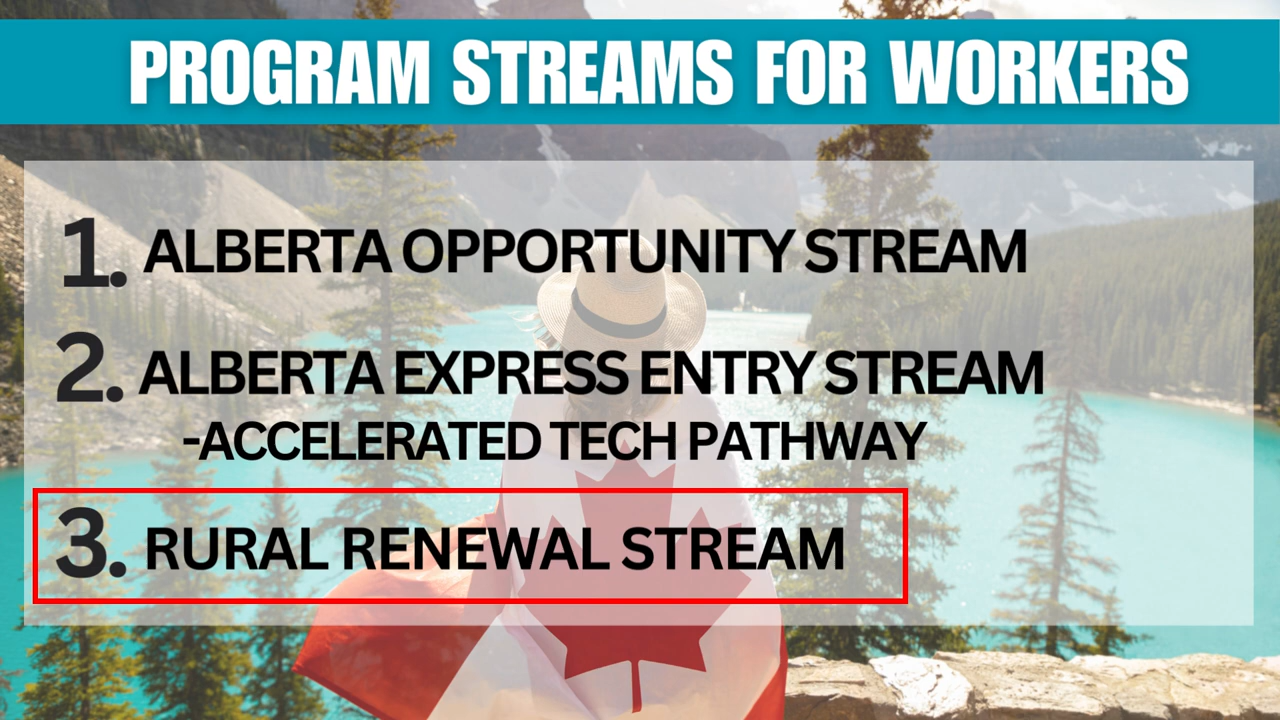 PROGRAM STREAMS FOR WORKERS
1. ALBERTA OPPORTUNITY STREAM
2. ALBERTA EXPRESS ENTRY STREAM
-ACCELERATED TECH PATHWAY
3. RURAL RENEWAL STREAM